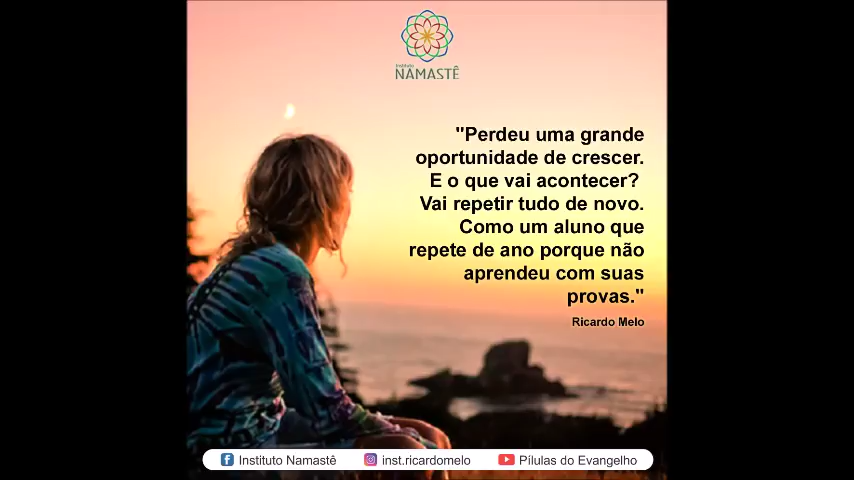 Instituto
NAMASTÊ
"Perdeu uma grande
oportunidade de crescer.
E o que vai acontecer?
Vai repetir tudo de novo.
Como um aluno que
repete de ano porque não
aprendeu com suas
provas."
Ricardo Melo
Instituto Namastê inst.ricardomelo Pílulas do Evangelho